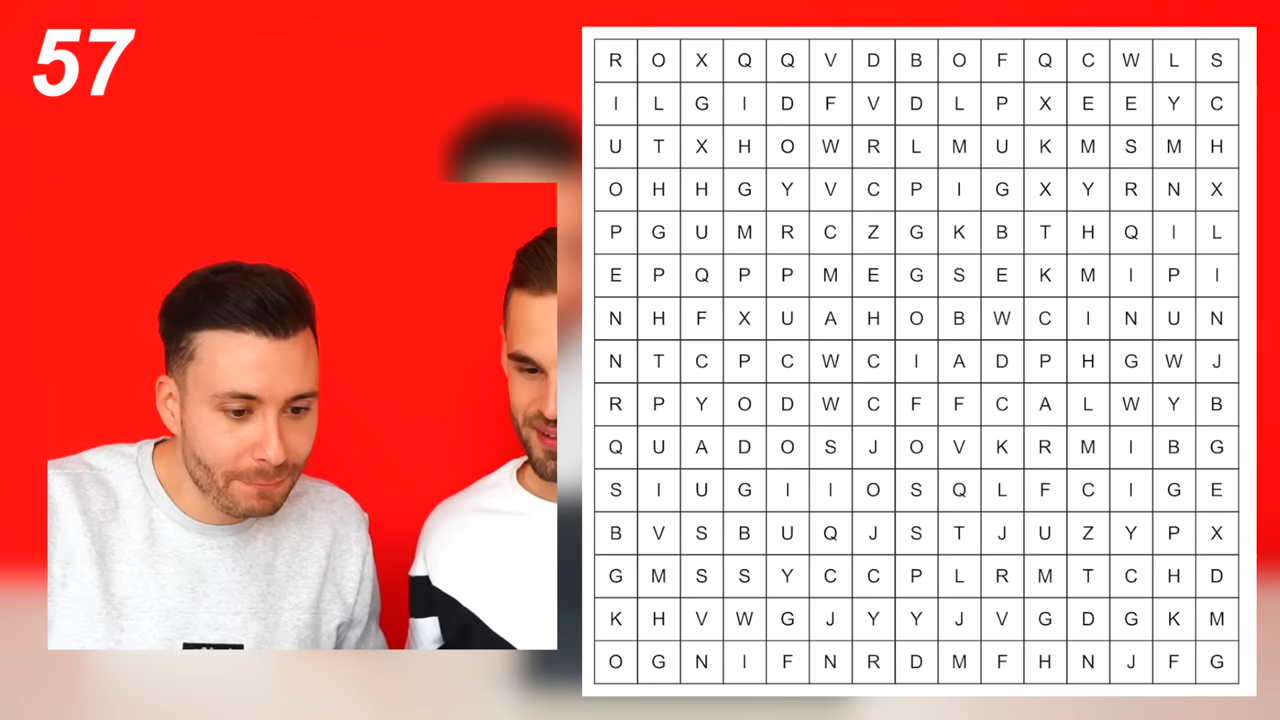 57
R O X Q Q V D B O F Q C W L S
I L G I D F V D L P X E E Y C
U T X H O W R L M U K M S M H
O H H G Y V C P I G X Y R N X
P G U M R C Z G K B T H Q I L
E P Q P P M E G S E K M I P I
N H F X U A H O B W C I N U N
N T C P C W C I A D P H G W J
R P Y O D W C F F C A L W Y B
Q U A D O S J O V K R M I B G
S I U G I I O S Q L F C I G E
B V S B U Q J S T J U Z Y P X
G M S S Y C C P L R M T C H D
K H V W G J Y Y J V G D G K M
O G N I F N R D M F H N J F G